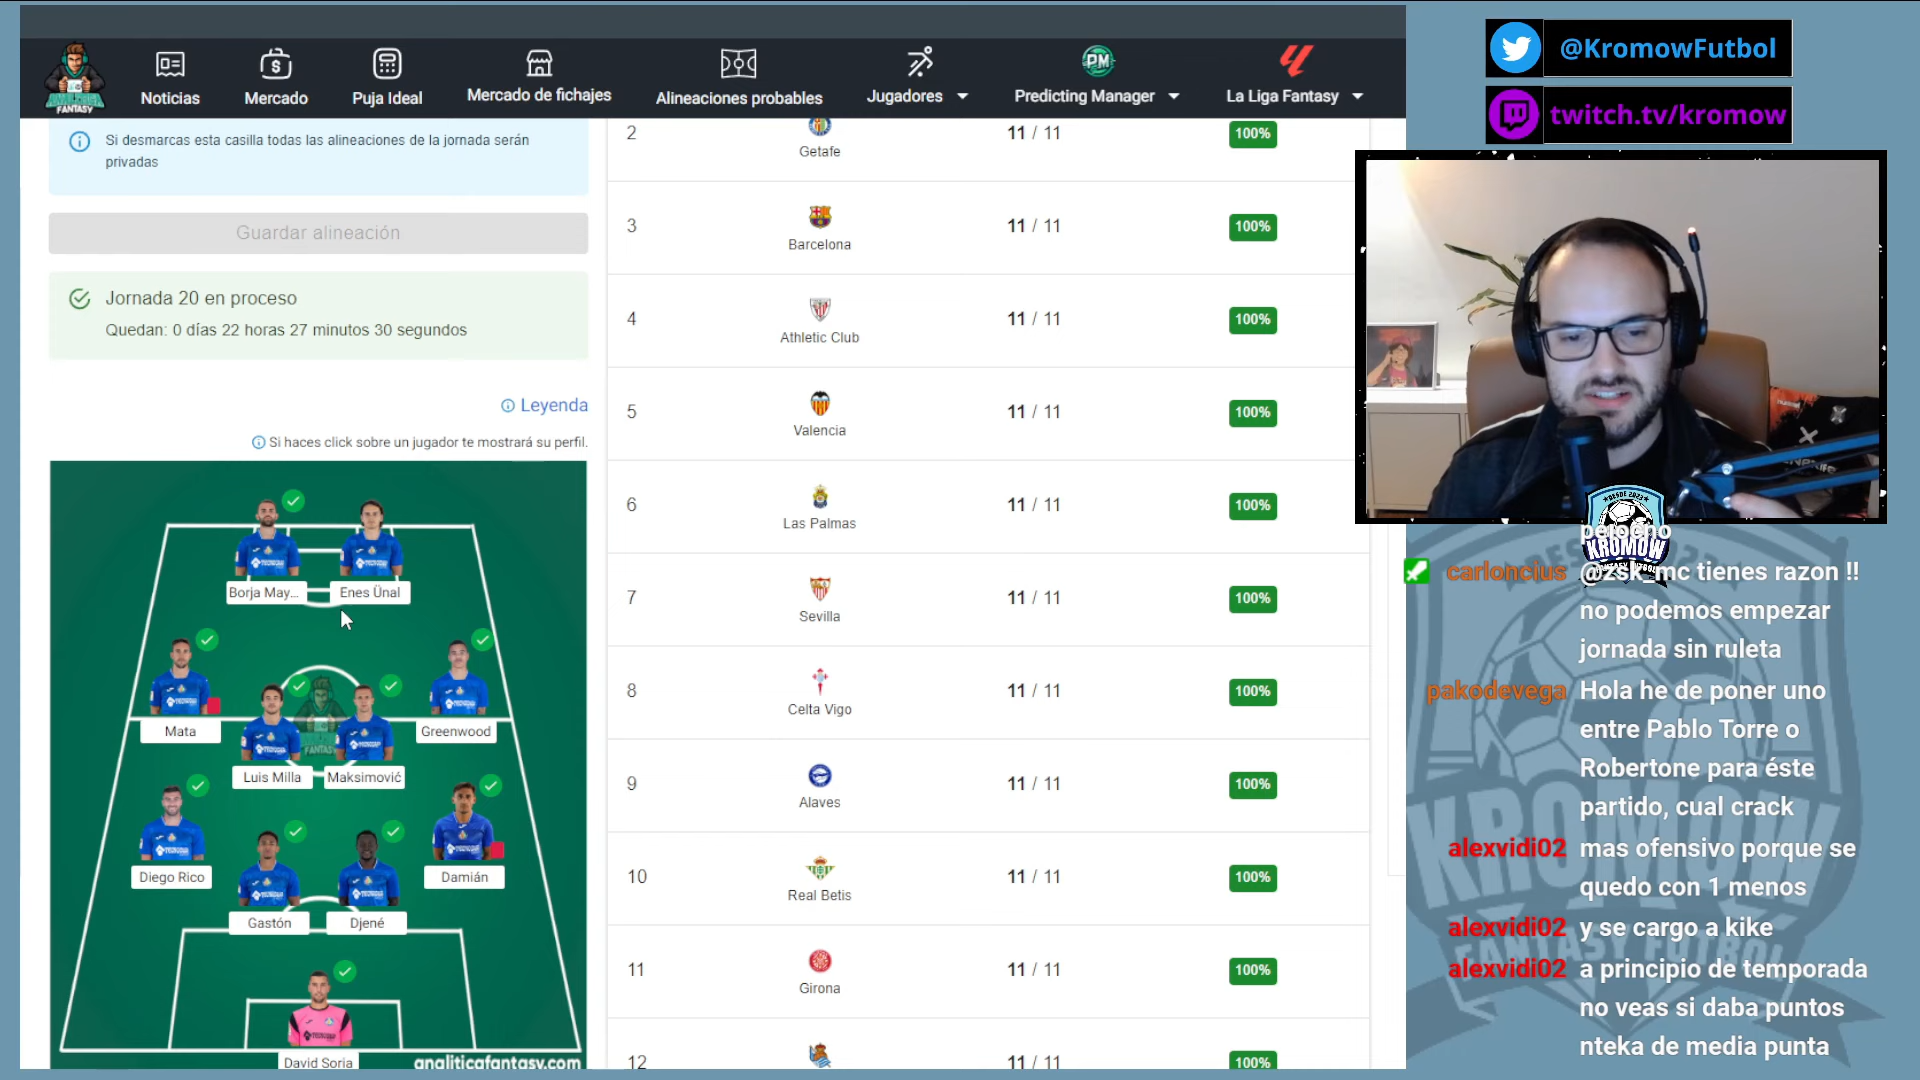 Noticias
Mercado
Puja Ideal
Mercado de fichajes
Alineaciones probables
Jugadores
Predicting Manager
La Liga Fantasy
PM
@KromowFutbol
twitch.tv/kromow
Si desmarcas esta casilla todas las alineaciones de la jornada serán
privadas
Guardar alineación
Jornada 20 en proceso
Quedan: 0 días 22 horas 27 minutos 30 segundos
Leyenda
Si haces click sobre un jugador te mostrará su perfil.
Borja May...
Enes Ünal
Mata
Greenwood
Luis Milla
Maksimović
Diego Rico
Damián
Gastón
Djené
David Soria
analiticafantasy.com
2 Getafe 11 / 11 100%
3 Barcelona 11 / 11 100%
4 Athletic Club 11 / 11 100%
5 Valencia 11 / 11 100%
6 Las Palmas 11 / 11 100%
7 Sevilla 11 / 11 100%
8 Celta Vigo 11 / 11 100%
9 Alaves 11 / 11 100%
10 Real Betis 11 / 11 100%
11 Girona 11 / 11 100%
12 11 / 11 100%
DESDE 2023
KROMOW
carloncius @zsk_mc tienes razon !!
no podemos empezar
jornada sin ruleta
pakodevega Hola he de poner uno
entre Pablo Torre o
Robertone para éste
partido, cual crack
alexvidi02 mas ofensivo porque se
quedo con 1 menos
alexvidi02 y se cargo a kike
alexvidi02 a principio de temporada
no veas si daba puntos
nteka de media punta
KROMOW
FANTASY FÚTBOL